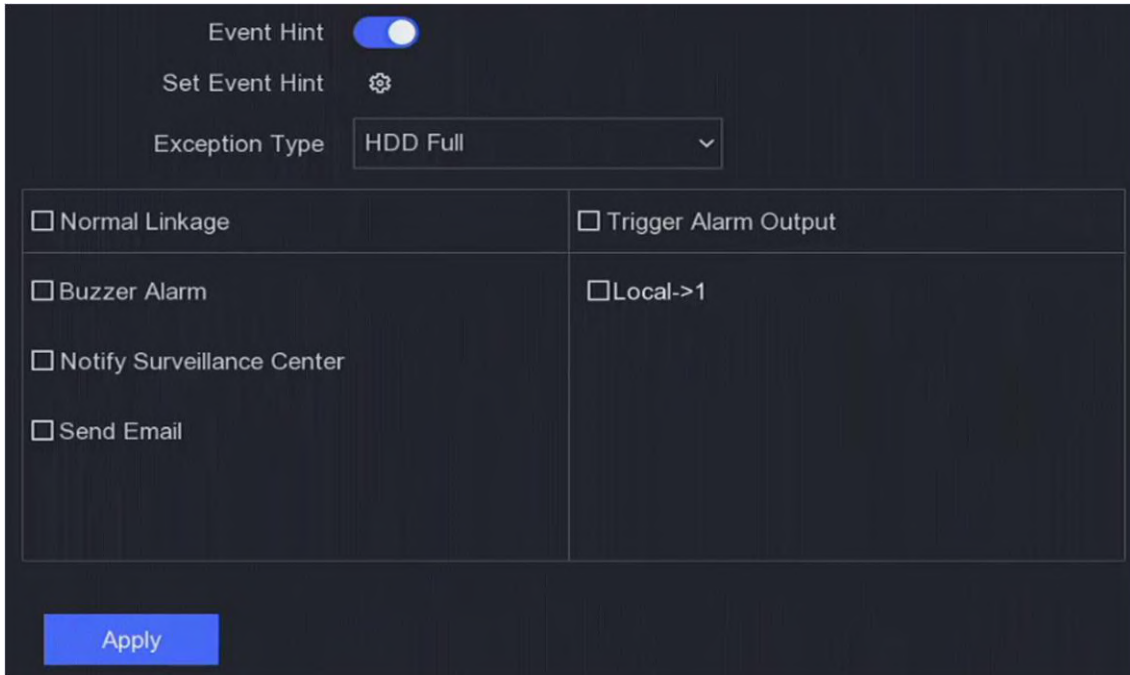 Event Hint
Set Event Hint
Exception Type HDD Full
Normal Linkage Trigger Alarm Output
Buzzer Alarm Local->1
Notify Surveillance Center
Send Email
Apply